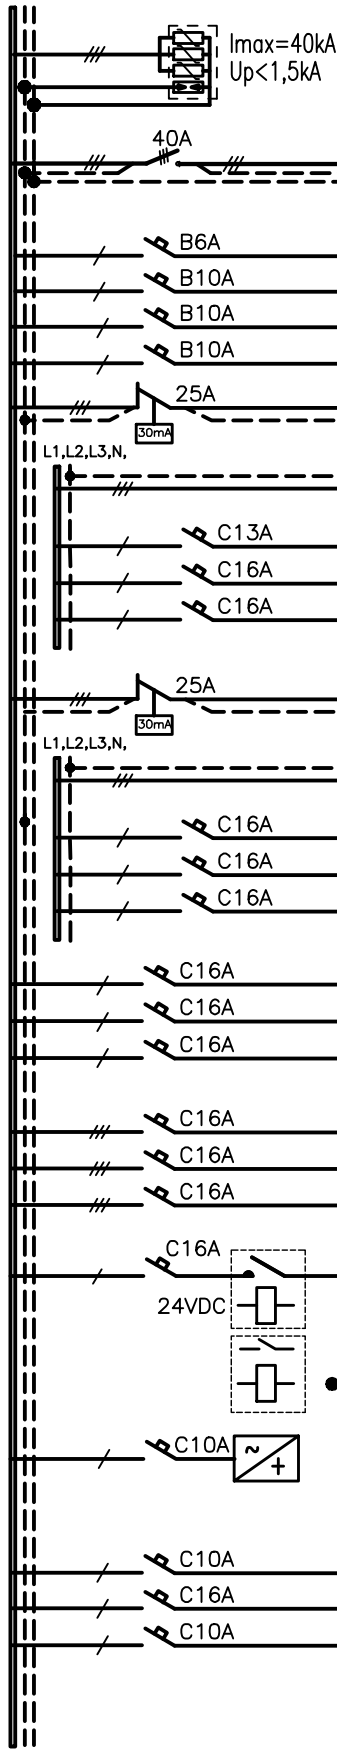 Imax=40kA
Up<1,5kA
40A
B6A
B10A
B10A
B10A
25A
30mA
L1,L2,L3,N,
C13A
C16A
C16A
25A
30mA
L1,L2,L3,N,
C16A
C16A
C16A
C16A
C16A
C16A
C16A
C16A
C16A
C16A
24VDC
C10A
~
+
C10A
C16A
C10A